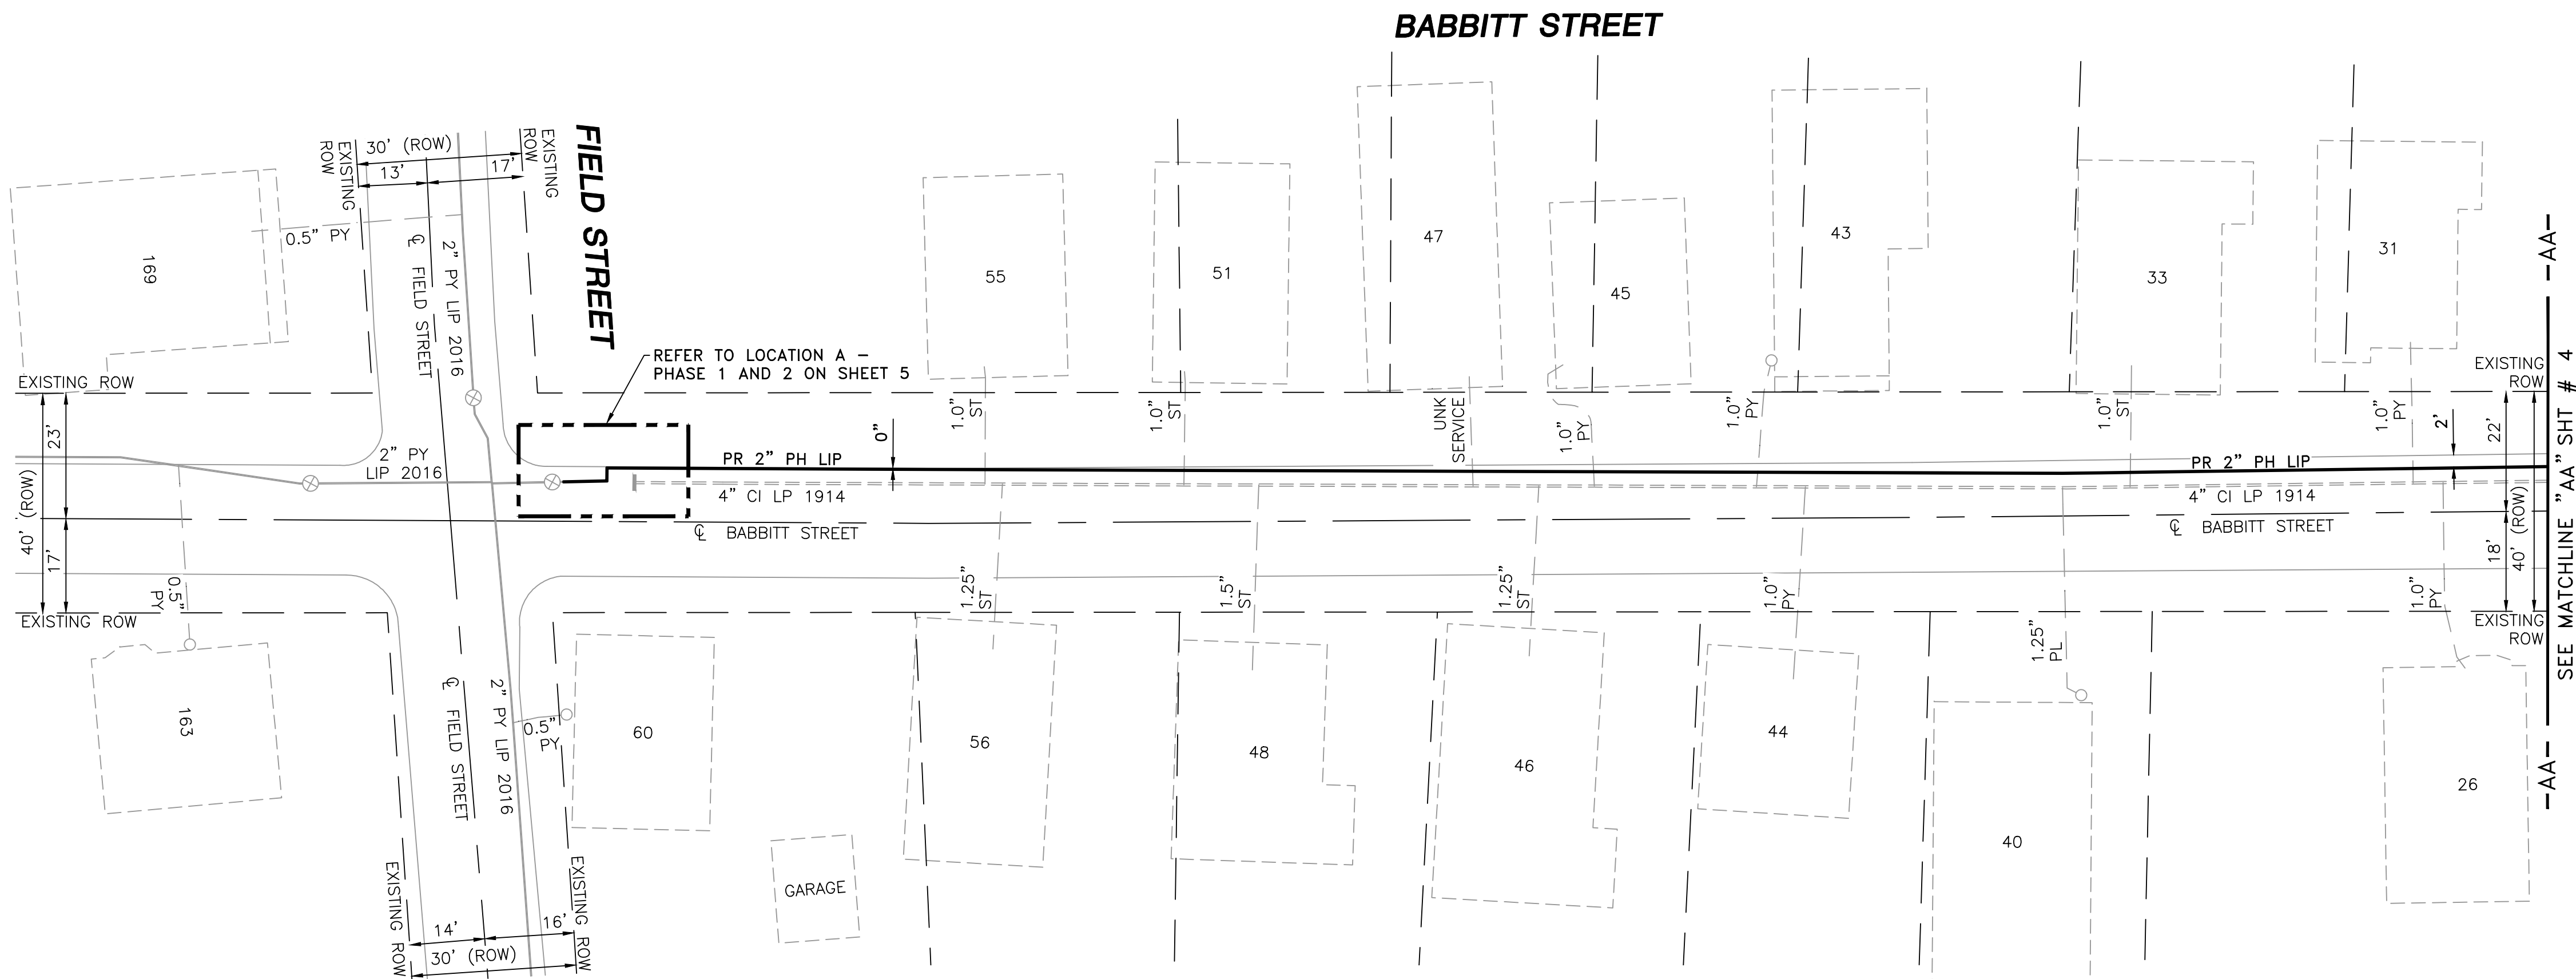 BABBITT STREET
FIELD STREET
EXISTING
ROW
30' (ROW)
13'
17'
EXISTING
ROW
0.5" PY
169
℄ FIELD STREET
2" PY LIP 2016
REFER TO LOCATION A –
PHASE 1 AND 2 ON SHEET 5
55
51
47
45
43
33
31
EXISTING ROW
23'
40' (ROW)
17'
EXISTING ROW
2" PY
LIP 2016
PR 2" PH LIP
4" CI LP 1914
℄ BABBITT STREET
0"
1.0"
ST
1.0"
ST
UNK
SERVICE
1.0"
PY
1.0"
PY
1.0"
ST
1.0"
PY
2'
22'
EXISTING
ROW
PR 2" PH LIP
4" CI LP 1914
℄ BABBITT STREET
40' (ROW)
18'
EXISTING
ROW
0.5"
PY
163
℄ FIELD STREET
2" PY LIP 2016
0.5"
PY
60
GARAGE
1.25"
ST
1.5"
ST
1.25"
ST
1.0"
PY
1.25"
PL
1.0"
PY
56
48
46
44
40
26
EXISTING ROW
14'
16'
30' (ROW)
EXISTING ROW
AA
SEE MATCHLINE "AA" SHT # 4
AA